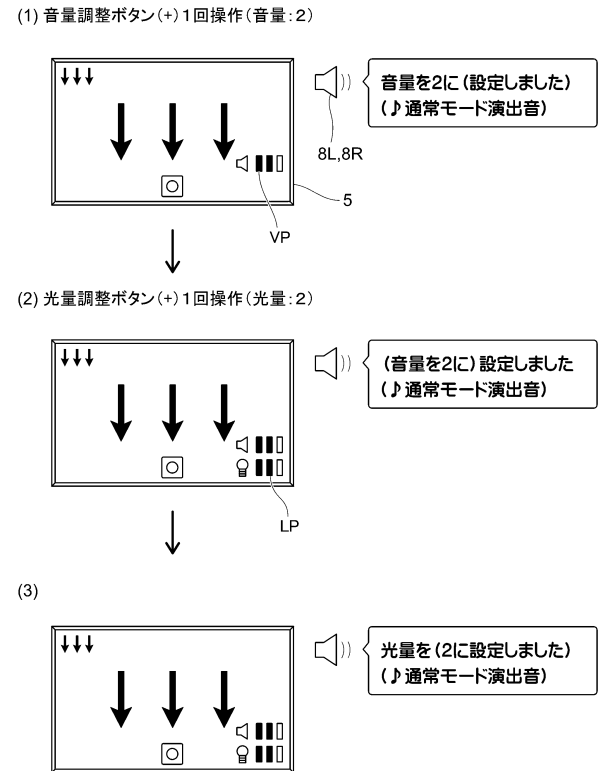 (1) 音量調整ボタン(+)1回操作(音量:2)
音量を2に(設定しました)
(♪通常モード演出音)
8L,8R
5
VP
(2) 光量調整ボタン(+)1回操作(光量:2)
(音量を2に)設定しました
(♪通常モード演出音)
LP
(3)
光量を(2に設定しました)
(♪通常モード演出音)